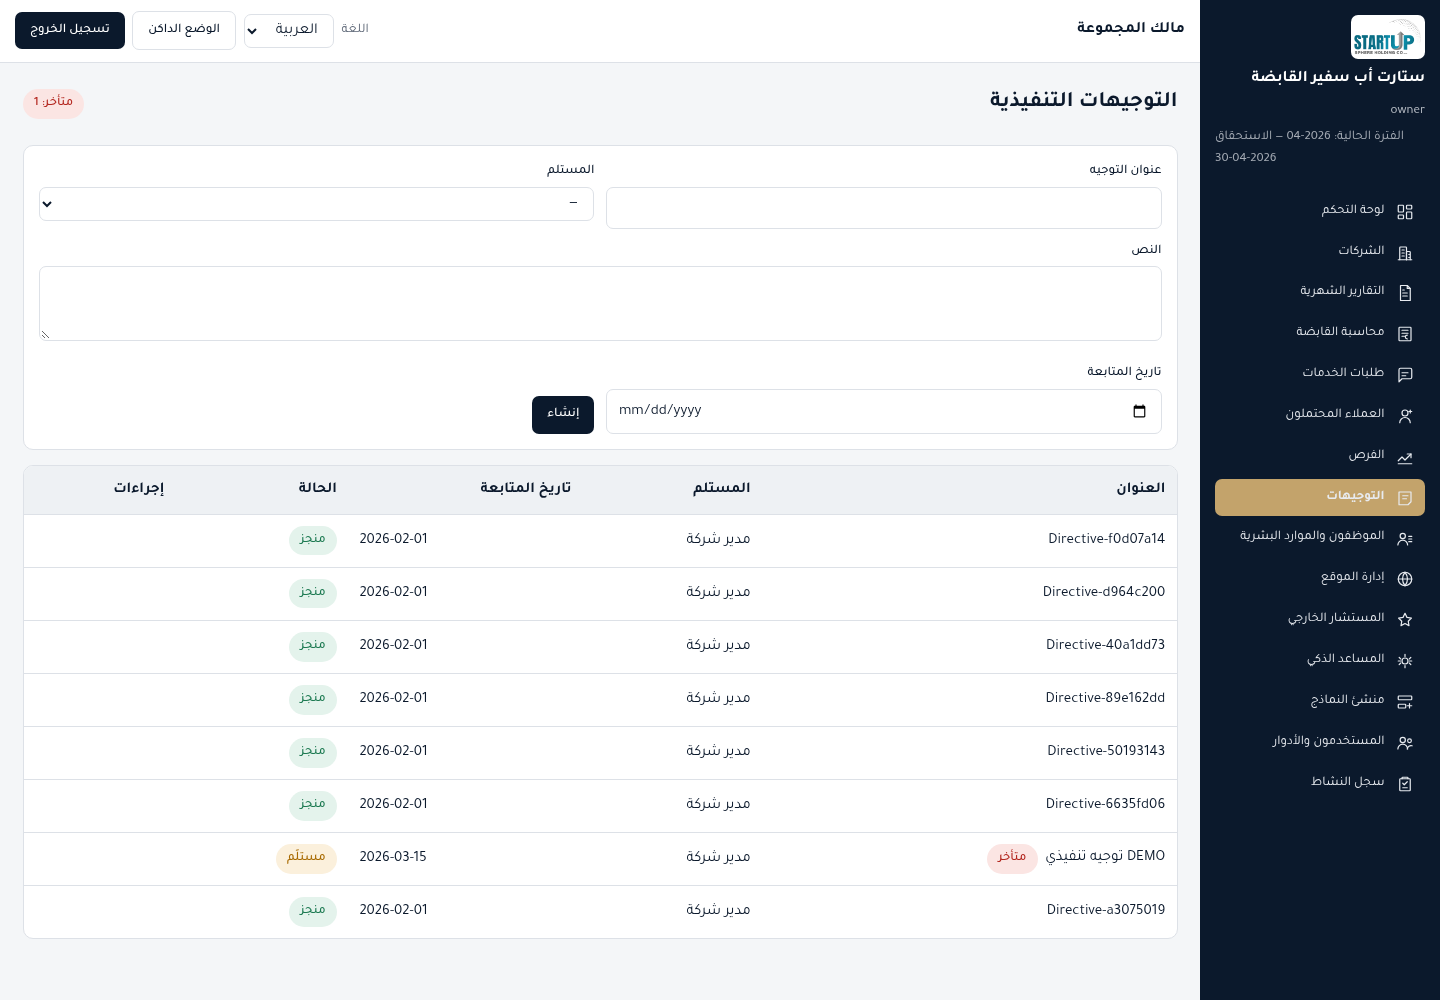 STARTUP
SPHERE HOLDING CO...
ستارت أب سفير القابضة
owner
الفترة الحالية: 2026-04 — الاستحقاق
30-04-2026
لوحة التحكم
الشركات
التقارير الشهرية
محاسبة القابضة
طلبات الخدمات
العملاء المحتملون
الفرص
التوجيهات
الموظفون والموارد البشرية
إدارة الموقع
المستشار الخارجي
المساعد الذكي
منشئ النماذج
المستخدمون والأدوار
سجل النشاط
مالك المجموعة
اللغة العربية الوضع الداكن تسجيل الخروج
التوجيهات التنفيذية متأخر: 1
عنوان التوجيه المستلم
—
النص
تاريخ المتابعة
mm/dd/yyyy إنشاء
العنوان المستلم تاريخ المتابعة الحالة إجراءات
Directive-f0d07a14 مدير شركة 2026-02-01 منجز
Directive-d964c200 مدير شركة 2026-02-01 منجز
Directive-40a1dd73 مدير شركة 2026-02-01 منجز
Directive-89e162dd مدير شركة 2026-02-01 منجز
Directive-50193143 مدير شركة 2026-02-01 منجز
Directive-6635fd06 مدير شركة 2026-02-01 منجز
DEMO توجيه تنفيذي متأخر مدير شركة 2026-03-15 مستلَم
Directive-a3075019 مدير شركة 2026-02-01 منجز